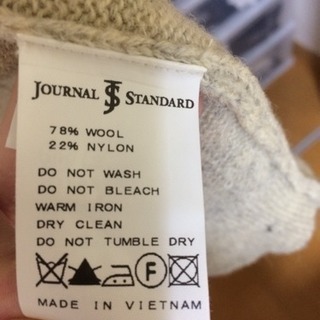 JOURNAL JS STANDARD
78% WOOL
22% NYLON
DO NOT WASH
DO NOT BLEACH
WARM IRON
DRY CLEAN
DO NOT TUMBLE DRY
F
MADE IN VIETNAM